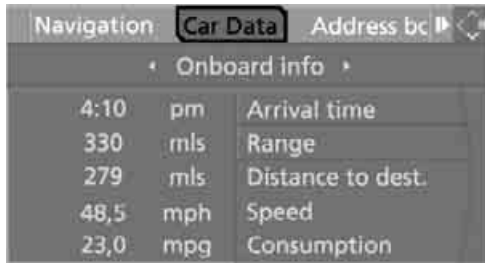 Navigation Car Data Address bc
Onboard info
4:10 pm Arrival time
330 mls Range
279 mls Distance to dest.
48,5 mph Speed
23,0 mpg Consumption